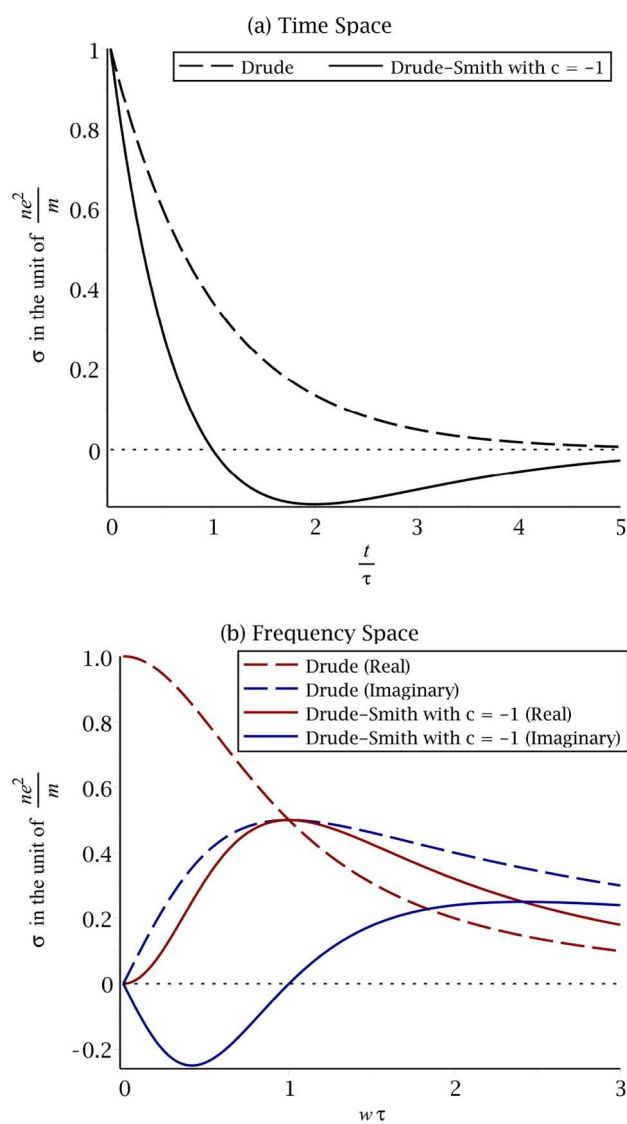 (a) Time Space
1
Drude
Drude–Smith with c = –1
0.8
0.6
0.4
0.2
0
σ in the unit of ne²/m
0 1 2 3 4 5
t/τ
(b) Frequency Space
1.0
Drude (Real)
Drude (Imaginary)
Drude–Smith with c = –1 (Real)
Drude–Smith with c = –1 (Imaginary)
0.8
0.6
0.4
0.2
0
-0.2
σ in the unit of ne²/m
0 1 2 3
wτ